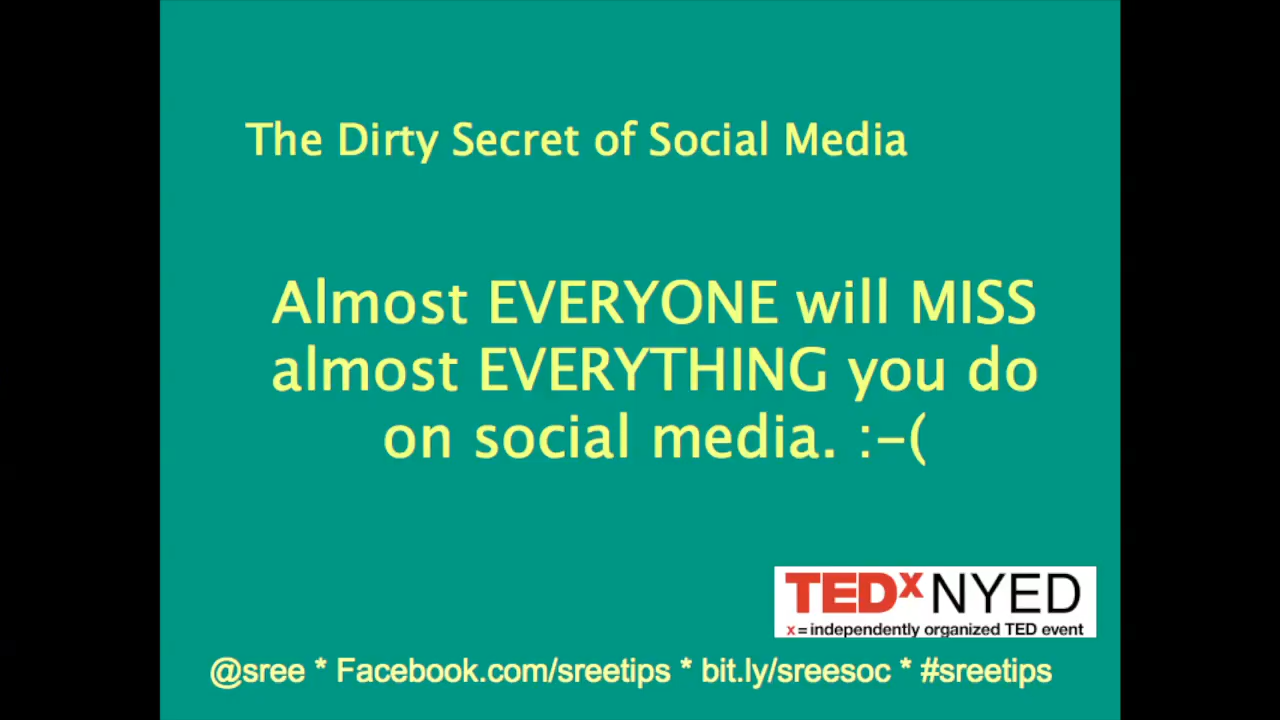 The Dirty Secret of Social Media
Almost EVERYONE will MISS
almost EVERYTHING you do
on social media. :-(
TEDxNYED
x=independently organized TED event
@sree * Facebook.com/sreetips * bit.ly/sreesoc * #sreetips